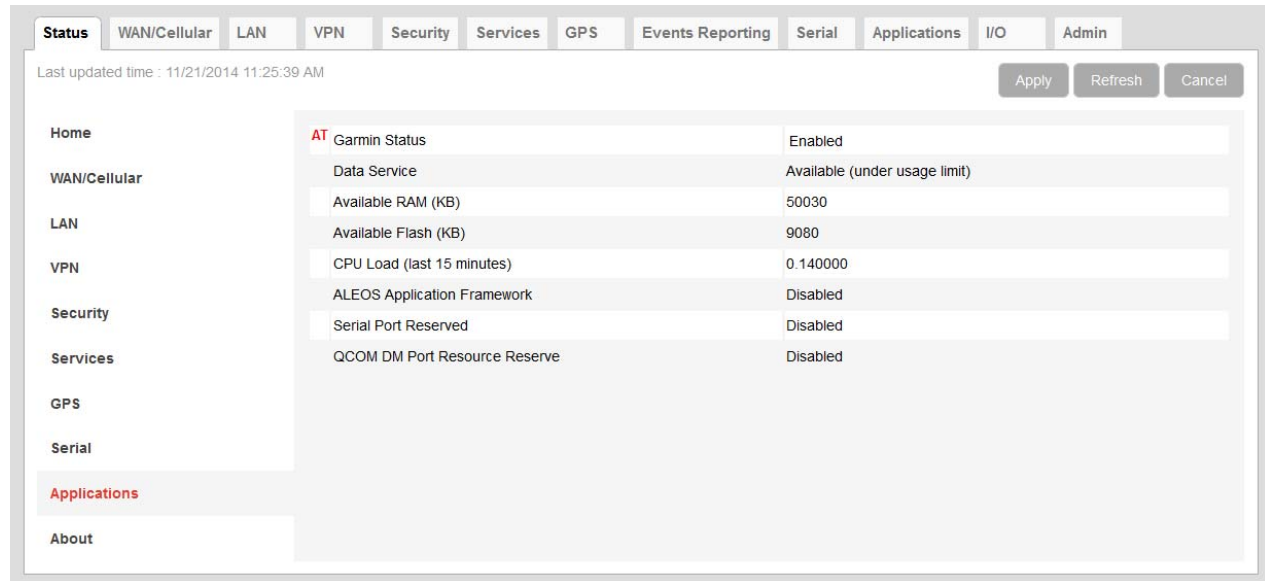 Status WAN/Cellular LAN VPN Security Services GPS Events Reporting Serial Applications I/O Admin
Last updated time : 11/21/2014 11:25:39 AM
Apply Refresh Cancel
Home
WAN/Cellular
LAN
VPN
Security
Services
GPS
Serial
Applications
About
AT Garmin Status Enabled
Data Service Available (under usage limit)
Available RAM (KB) 50030
Available Flash (KB) 9080
CPU Load (last 15 minutes) 0.140000
ALEOS Application Framework Disabled
Serial Port Reserved Disabled
QCOM DM Port Resource Reserve Disabled